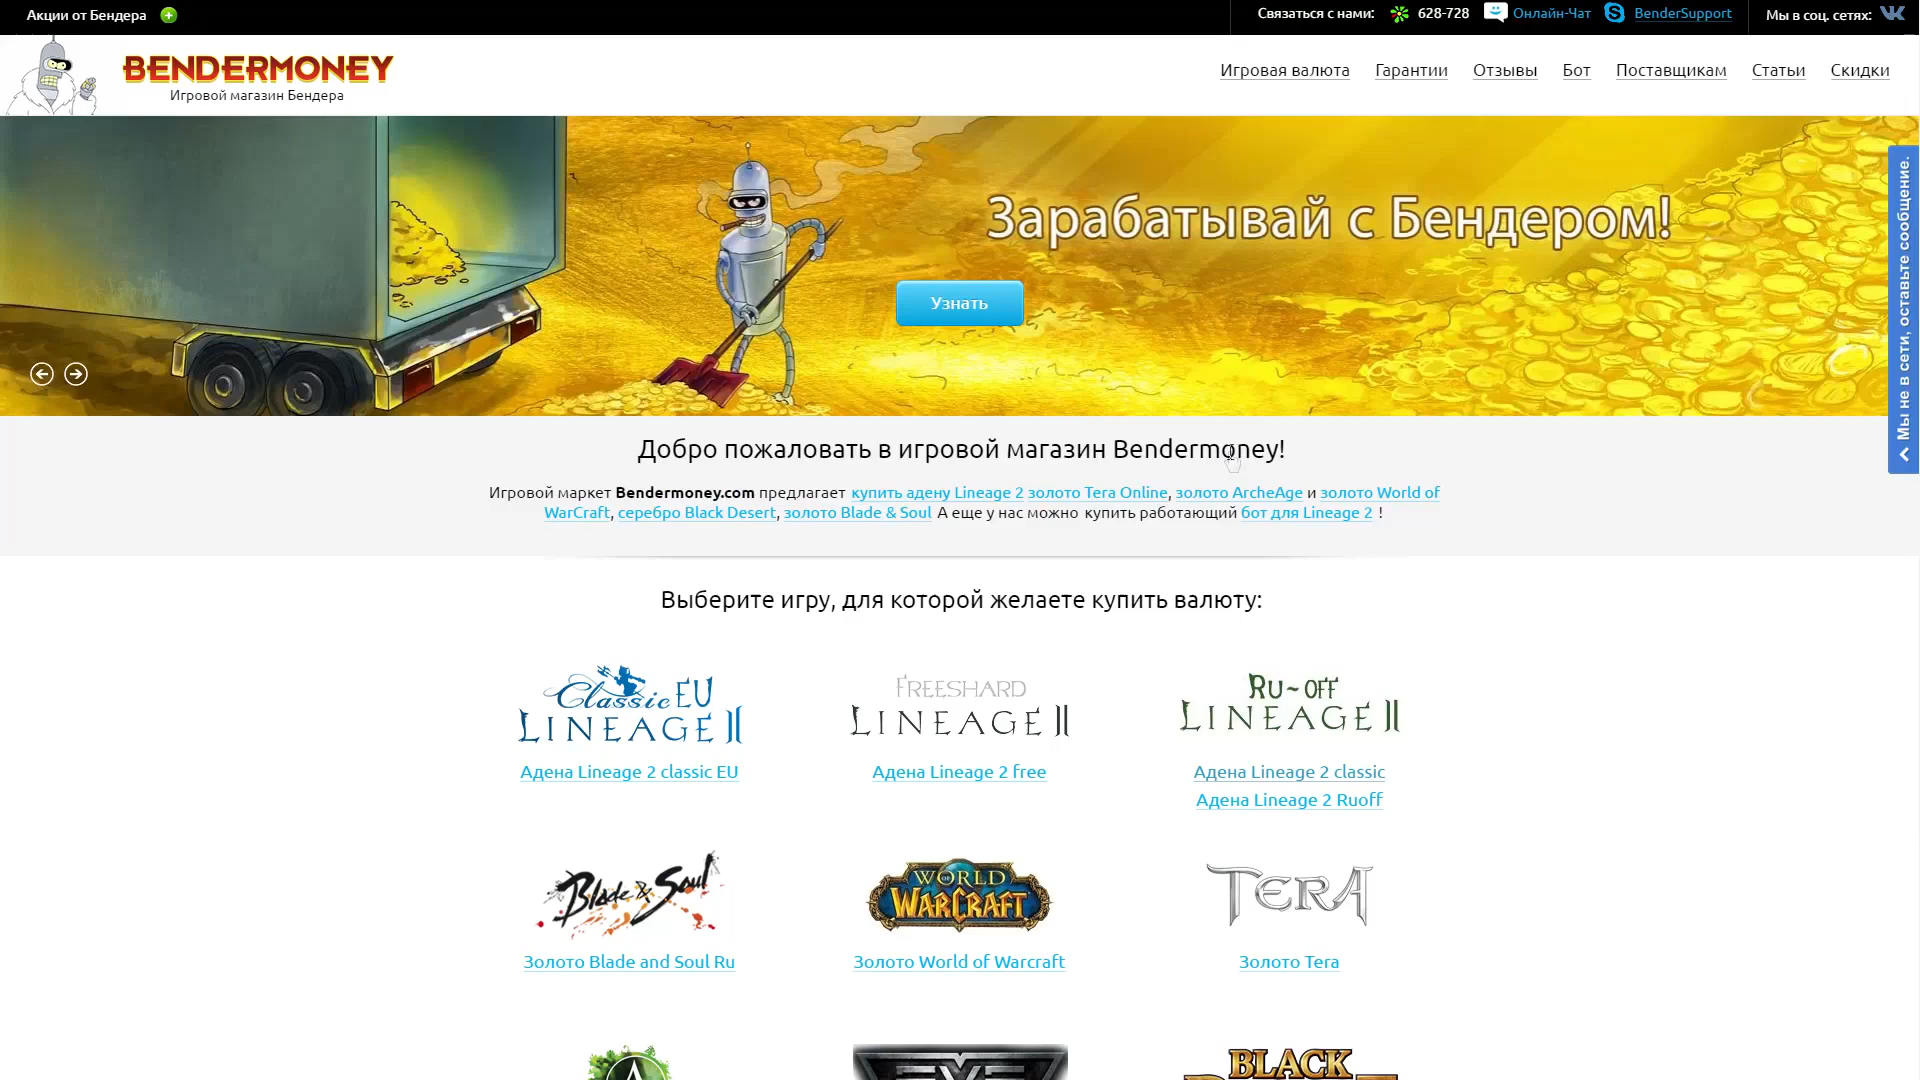 Акции от Бендера
Связаться с нами: 628-728 Онлайн-Чат BenderSupport Мы в соц. сетях:
BENDERMONEY
Игровой магазин Бендера
Игровая валюта Гарантии Отзывы Бот Поставщикам Статьи Скидки
Зарабатывай с Бендером!
Узнать
Мы не в сети, оставьте сообщение.
Добро пожаловать в игровой магазин Bendermoney!
Игровой маркет Bendermoney.com предлагает купить адену Lineage 2 золото Tera Online, золото ArcheAge и золото World of
WarCraft, серебро Black Desert, золото Blade & Soul А еще у нас можно купить работающий бот для Lineage 2 !
Выберите игру, для которой желаете купить валюту:
Classic EU
LINEAGE II
FREESHARD
LINEAGE II
RU-OFF
LINEAGE II
Адена Lineage 2 classic EU
Адена Lineage 2 free
Адена Lineage 2 classic
Адена Lineage 2 Ruoff
Blade & Soul
WORLD OF WARCRAFT
TERA
Золото Blade and Soul Ru
Золото World of Warcraft
Золото Tera
BLACK